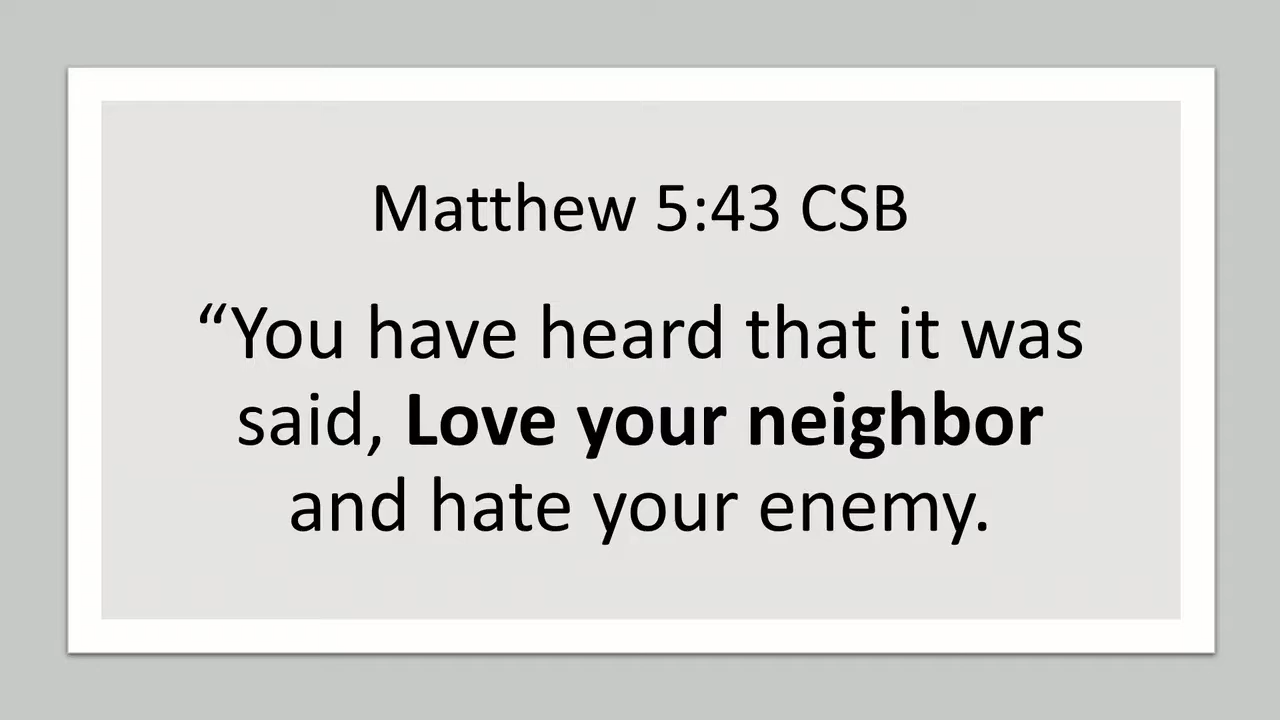 Matthew 5:43 CSB
“You have heard that it was
said, Love your neighbor
and hate your enemy.